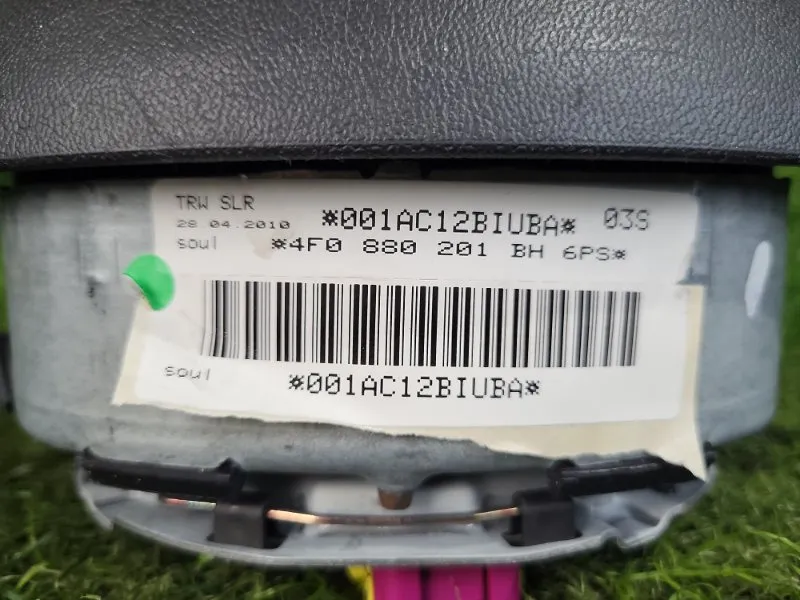 TRW SLR
28.04.2010 *001AC12BIUBA* 03S
soul *4F0 880 201 BH 6PS*
soul
*001AC12BIUBA*